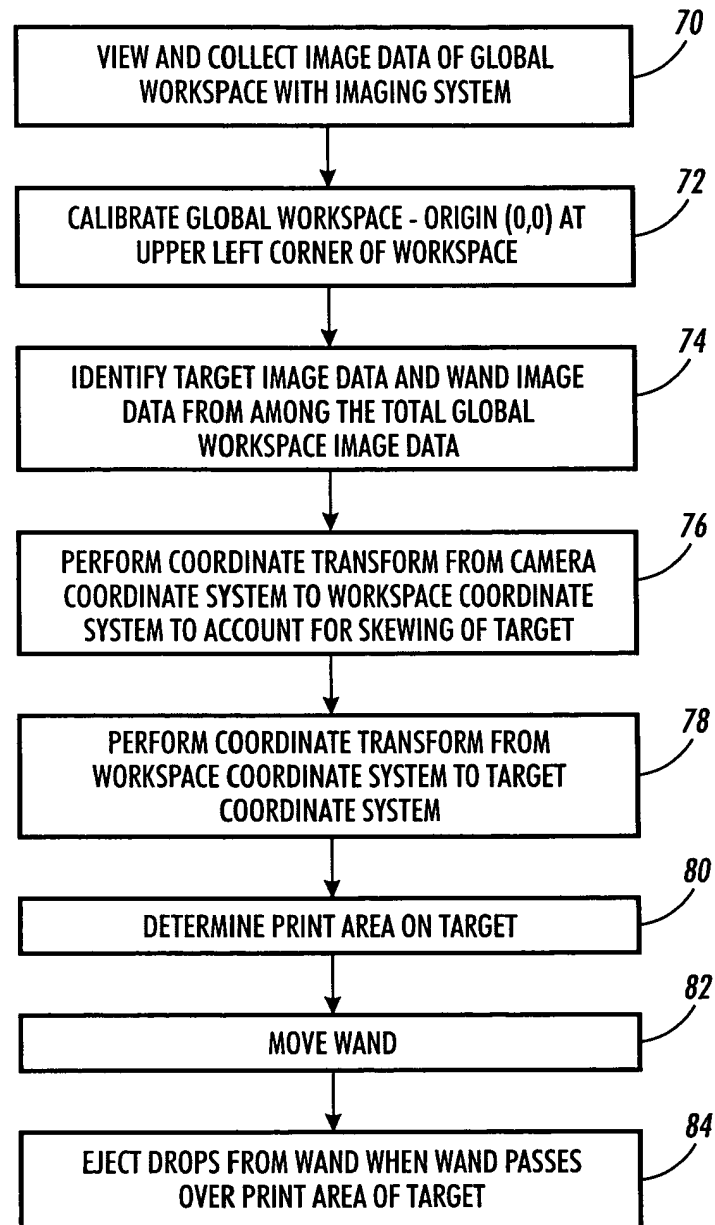 70
VIEW AND COLLECT IMAGE DATA OF GLOBAL
WORKSPACE WITH IMAGING SYSTEM
72
CALIBRATE GLOBAL WORKSPACE - ORIGIN (0,0) AT
UPPER LEFT CORNER OF WORKSPACE
74
IDENTIFY TARGET IMAGE DATA AND WAND IMAGE
DATA FROM AMONG THE TOTAL GLOBAL
WORKSPACE IMAGE DATA
76
PERFORM COORDINATE TRANSFORM FROM CAMERA
COORDINATE SYSTEM TO WORKSPACE COORDINATE
SYSTEM TO ACCOUNT FOR SKEWING OF TARGET
78
PERFORM COORDINATE TRANSFORM FROM
WORKSPACE COORDINATE SYSTEM TO TARGET
COORDINATE SYSTEM
80
DETERMINE PRINT AREA ON TARGET
82
MOVE WAND
84
EJECT DROPS FROM WAND WHEN WAND PASSES
OVER PRINT AREA OF TARGET